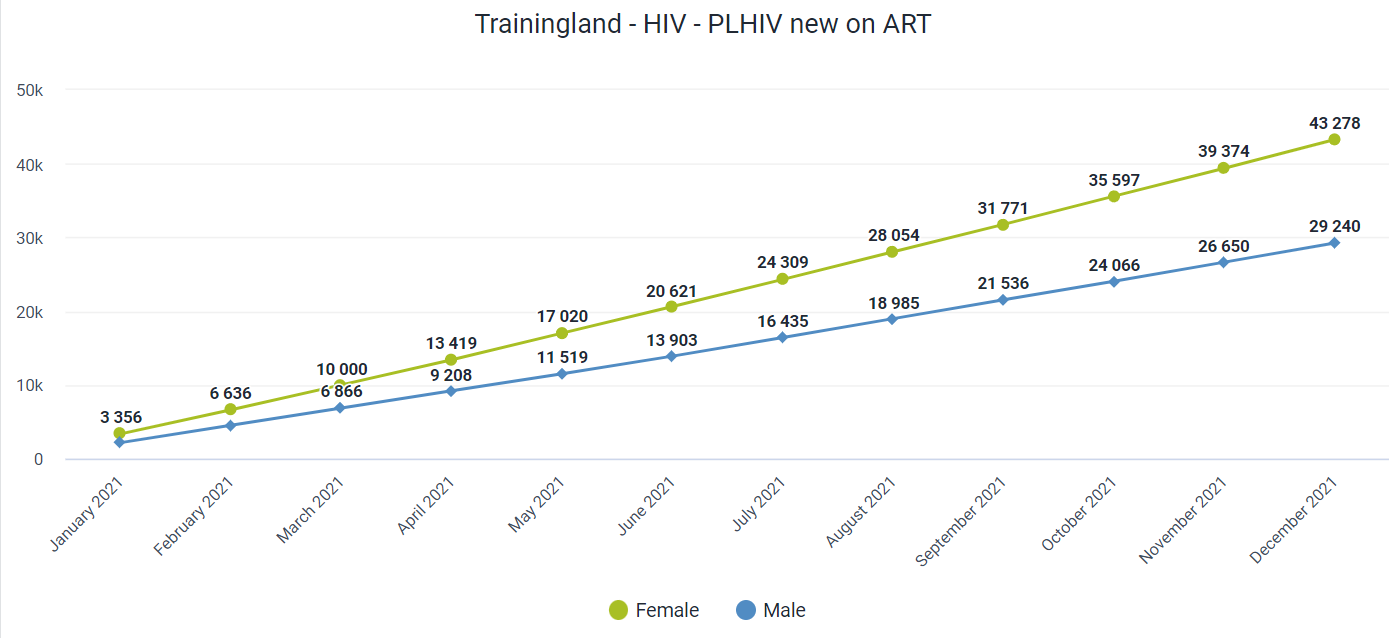 Trainingland - HIV - PLHIV new on ART
50k
40k
30k
20k
10k
0
3 356
6 636
10 000
13 419
17 020
20 621
24 309
28 054
31 771
35 597
39 374
43 278
6 866
9 208
11 519
13 903
16 435
18 985
21 536
24 066
26 650
29 240
January 2021
February 2021
March 2021
April 2021
May 2021
June 2021
July 2021
August 2021
September 2021
October 2021
November 2021
December 2021
Female
Male